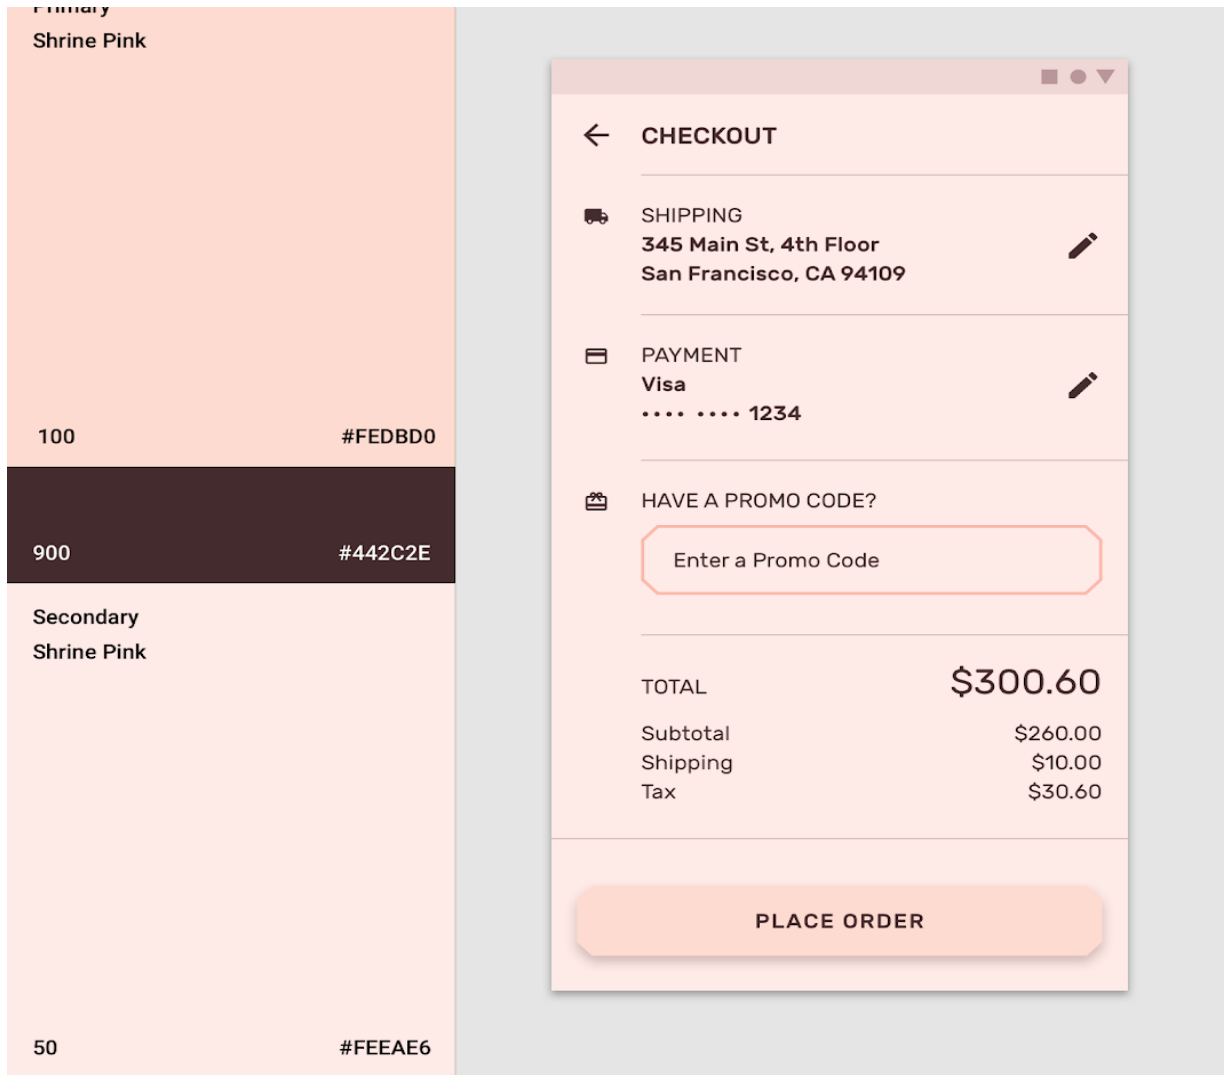 Primary
Shrine Pink
100 #FEDBD0
900 #442C2E
Secondary
Shrine Pink
50 #FEEAE6
CHECKOUT
SHIPPING
345 Main St, 4th Floor
San Francisco, CA 94109
PAYMENT
Visa
•••• •••• 1234
HAVE A PROMO CODE?
Enter a Promo Code
TOTAL $300.60
Subtotal $260.00
Shipping $10.00
Tax $30.60
PLACE ORDER